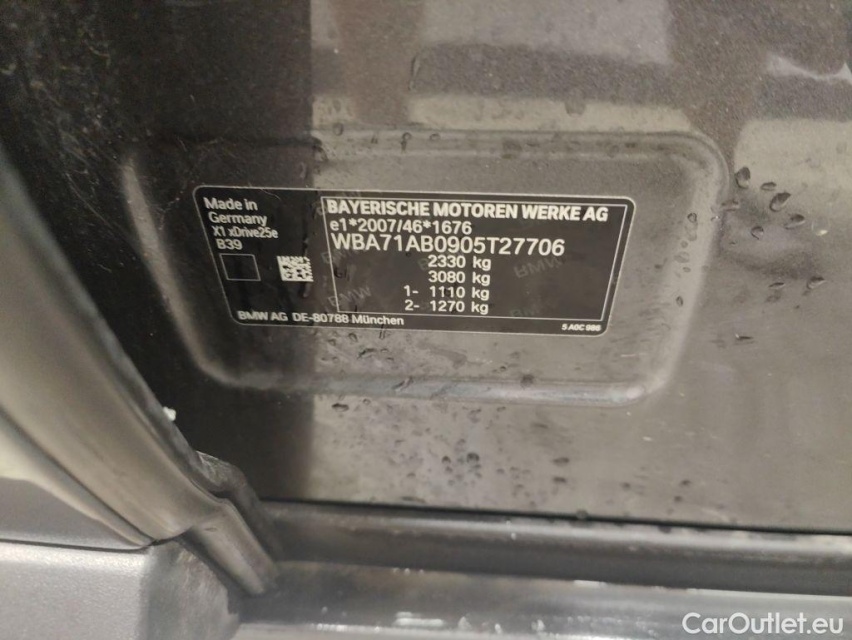 Made in
Germany
X1 xDrive25e
B39
BAYERISCHE MOTOREN WERKE AG
e1*2007/46*1676
WBA71AB0905T27706
2330 kg
3080 kg
1- 1110 kg
2- 1270 kg
BMW AG DE-80788 München
5 A0C 986
CarOutlet.eu